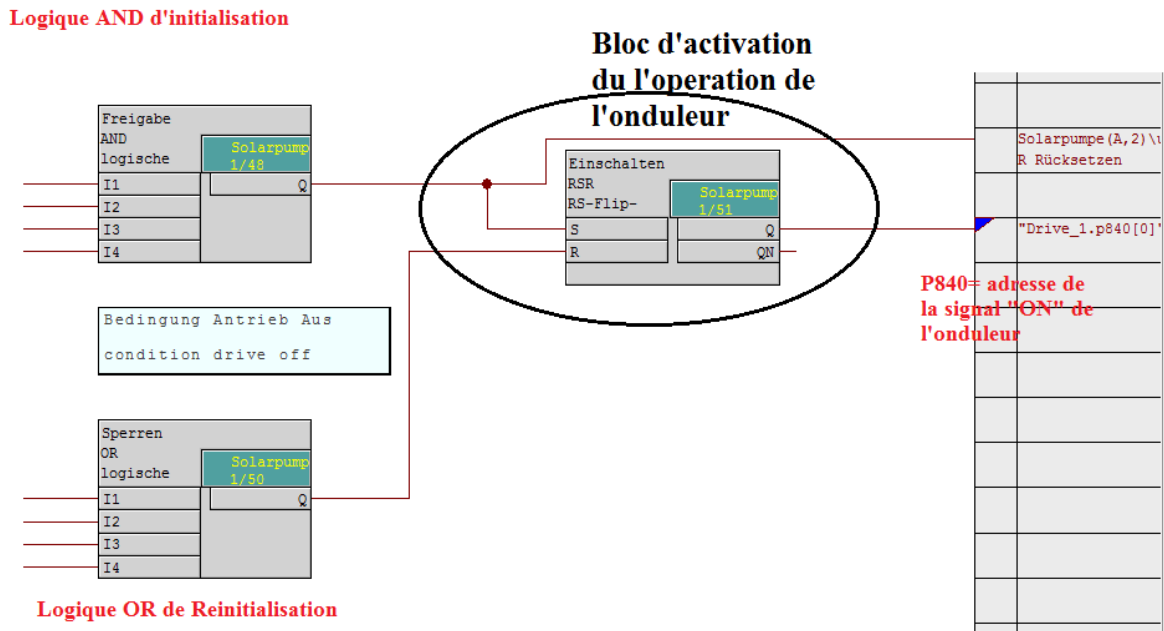 Logique AND d'initialisation
Bloc d'activation
du l'operation de
l'onduleur
Freigabe
AND
logische
Solarpump
1/48
I1
Q
I2
I3
I4
Einschalten
RSR
RS-Flip-
Solarpump
1/51
S
Q
R
QN
Solarpumpe(A,2)\
R Rücksetzen
"Drive_1.p840[0]"
P840= adresse de
la signal "ON" de
l'onduleur
Bedingung Antrieb Aus
condition drive off
Sperren
OR
logische
Solarpump
1/50
I1
Q
I2
I3
I4
Logique OR de Reinitialisation